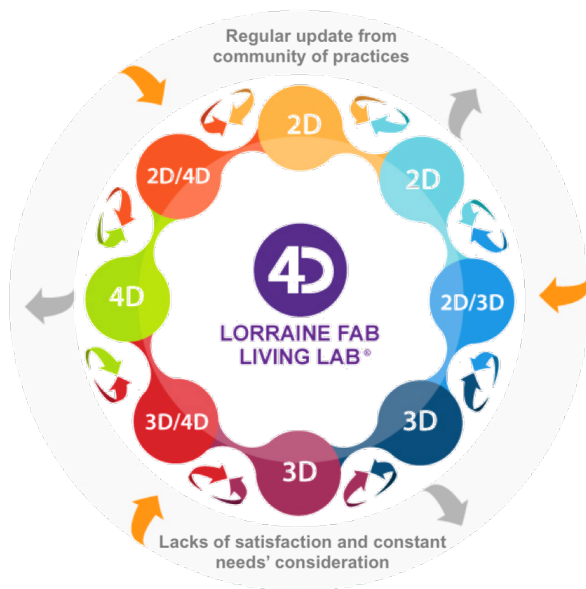 Regular update from
community of practices
2D
2D/4D
2D
4D
4D
2D/3D
LORRAINE FAB
LIVING LAB®
3D/4D
3D
3D
Lacks of satisfaction and constant
needs' consideration